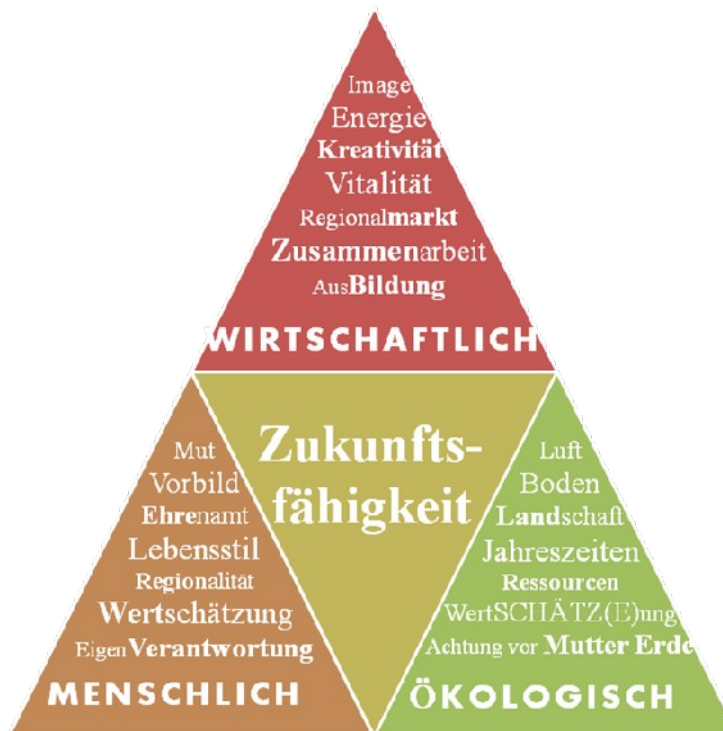 Image
Energie
Kreativität
Vitalität
Regionalmarkt
Zusammenarbeit
AusBildung
WIRTSCHAFTLICH
Zukunfts-
fähigkeit
Mut
Vorbild
Ehrenamt
Lebensstil
Regionalität
Wertschätzung
EigenVerantwortung
MENSCHLICH
Luft
Boden
Landschaft
Jahreszeiten
Ressourcen
WertSCHÄTZ(E)ung
Achtung vor Mutter Erde
ÖKOLOGISCH